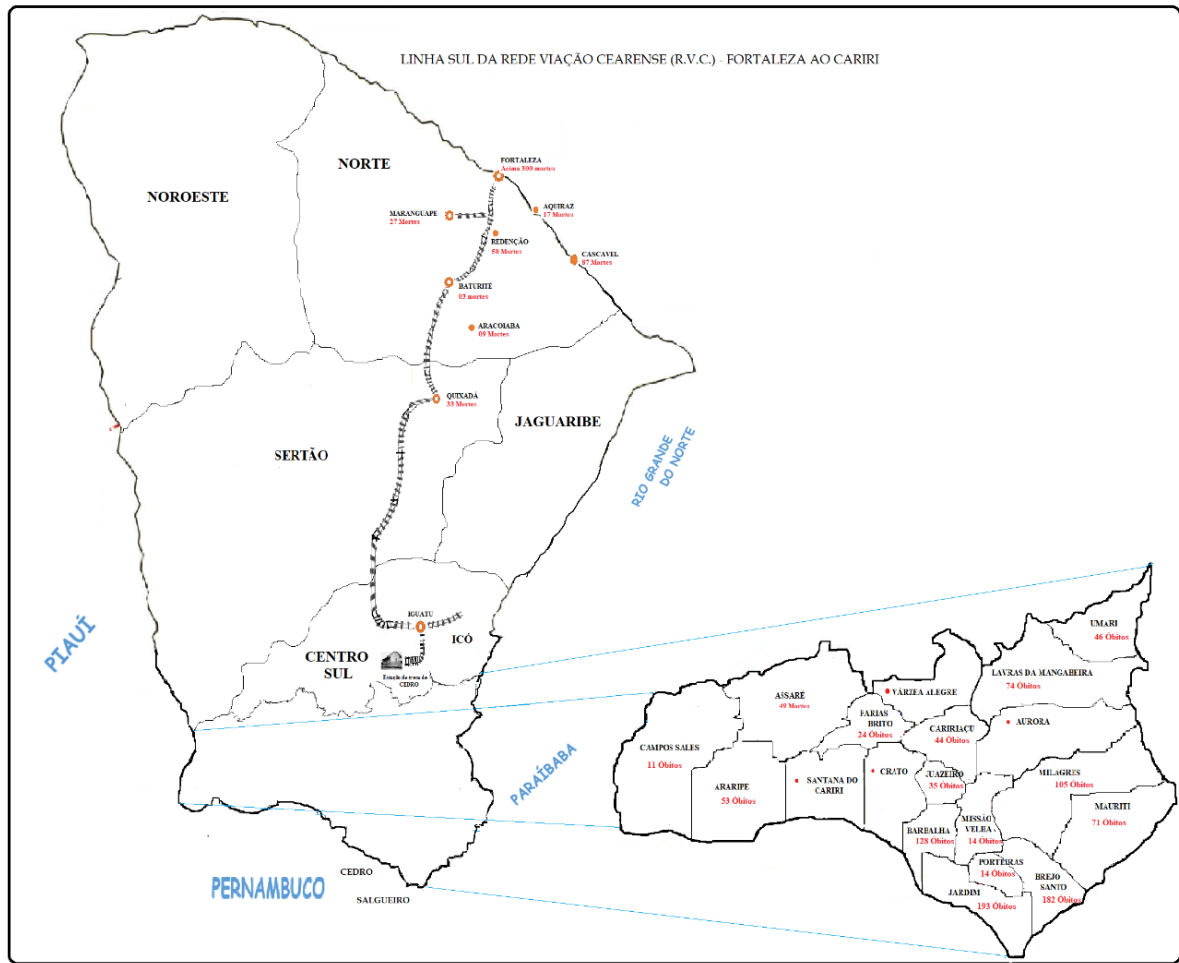 LINHA SUL DA REDE VIAÇÃO CEARENSE (R.V.C.) - FORTALEZA AO CARIRI
NOROESTE
NORTE
FORTALEZA
Acima 300 mortes
MARANGUAPE
27 Mortes
AQUIRAZ
17 Mortes
REDENÇÃO
58 Mortes
CASCAVEL
87 Mortes
BATURITÉ
03 mortes
ARACOIABA
09 Mortes
QUIXADÁ
33 Mortes
JAGUARIBE
SERTÃO
RIO GRANDE
DO NORTE
PIAUÍ
IGUATU
ICÓ
CENTRO
SUL
Estação de trem de
CEDRO
PARAÍBABA
PERNAMBUCO
CEDRO
SALGUEIRO
UMARI
46 Óbitos
LAVRAS DA MANGABEIRA
74 Óbitos
VÁRZEA ALEGRE
ASSARÉ
49 Mortes
FARIAS
BRITO
24 Óbitos
CARIRIAÇU
44 Óbitos
AURORA
CAMPOS SALES
11 Óbitos
ARARIPE
53 Óbitos
SANTANA DO
CARIRI
CRATO
JUAZEIRO
35 Óbitos
MILAGRES
105 Óbitos
MAURITI
71 Óbitos
BARBALHA
128 Óbitos
MISSÃO
VELHA
14 Óbitos
PORTEIRAS
14 Óbitos
BREJO
SANTO
182 Óbitos
JARDIM
193 Óbitos